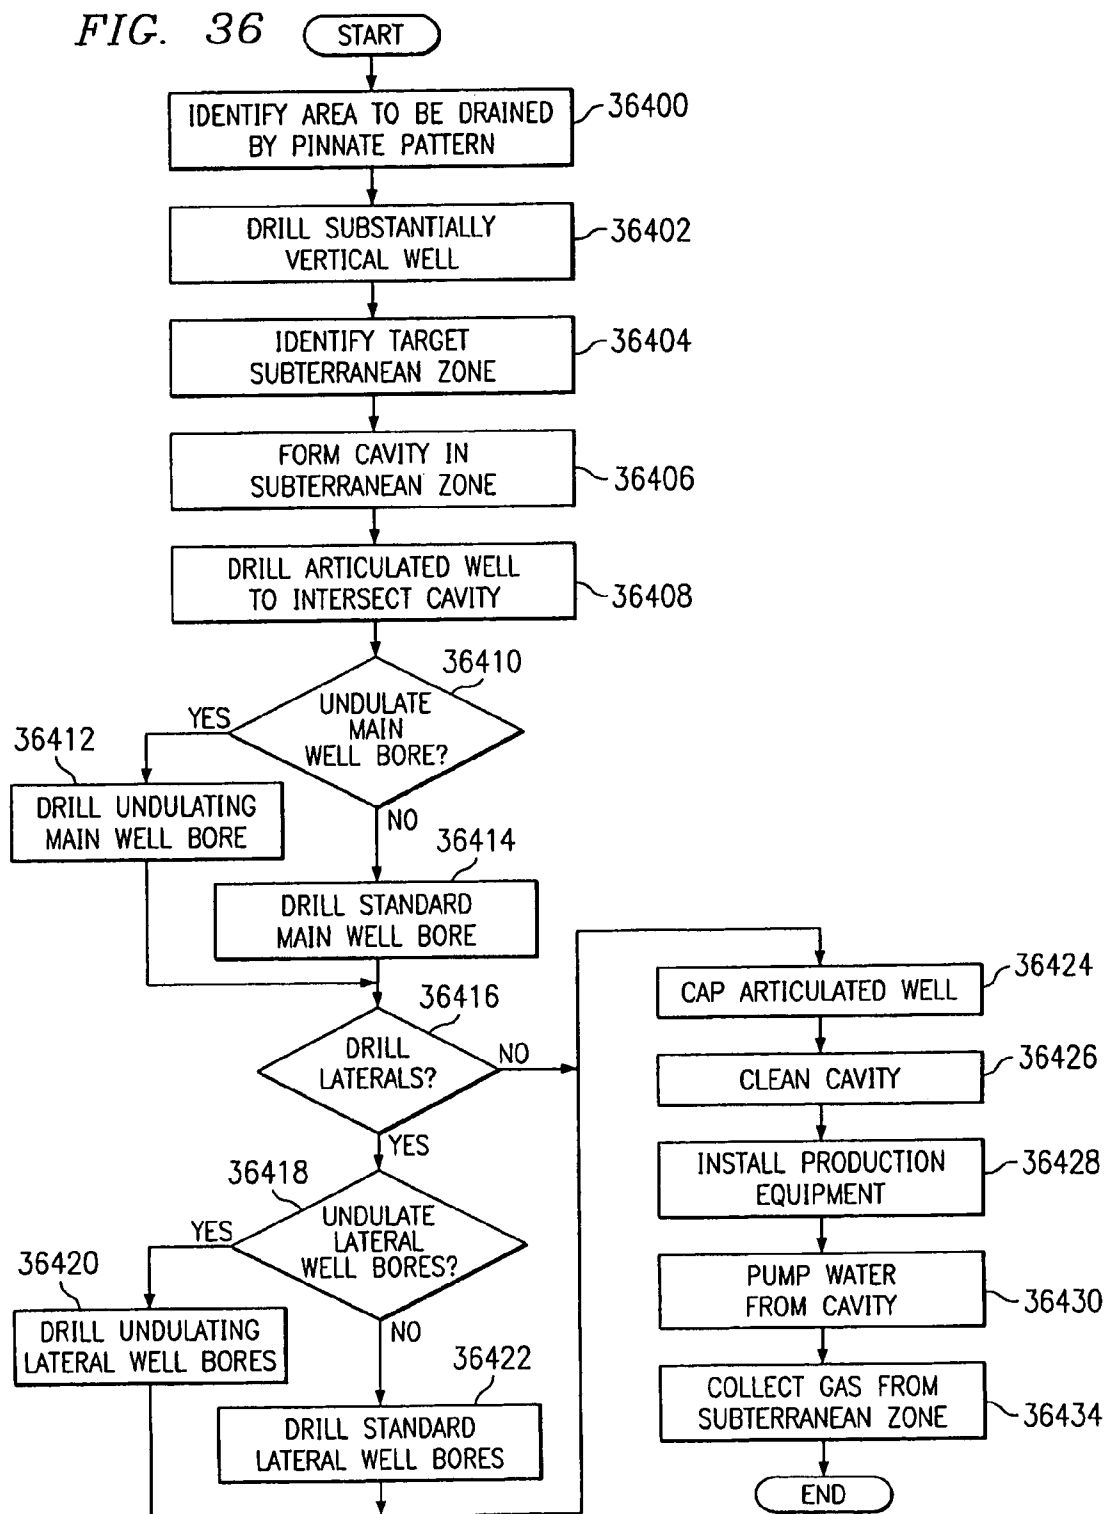 FIG. 36
START
IDENTIFY AREA TO BE DRAINED
BY PINNATE PATTERN
36400
DRILL SUBSTANTIALLY
VERTICAL WELL
36402
IDENTIFY TARGET
SUBTERRANEAN ZONE
36404
FORM CAVITY IN
SUBTERRANEAN ZONE
36406
DRILL ARTICULATED WELL
TO INTERSECT CAVITY
36408
36410
UNDULATE
MAIN
WELL BORE?
YES
NO
36412
DRILL UNDULATING
MAIN WELL BORE
36414
DRILL STANDARD
MAIN WELL BORE
36416
DRILL
LATERALS?
NO
YES
36418
UNDULATE
LATERAL
WELL BORES?
YES
NO
36420
DRILL UNDULATING
LATERAL WELL BORES
36422
DRILL STANDARD
LATERAL WELL BORES
36424
CAP ARTICULATED WELL
36426
CLEAN CAVITY
INSTALL PRODUCTION
EQUIPMENT
36428
PUMP WATER
FROM CAVITY
36430
COLLECT GAS FROM
SUBTERRANEAN ZONE
36434
END